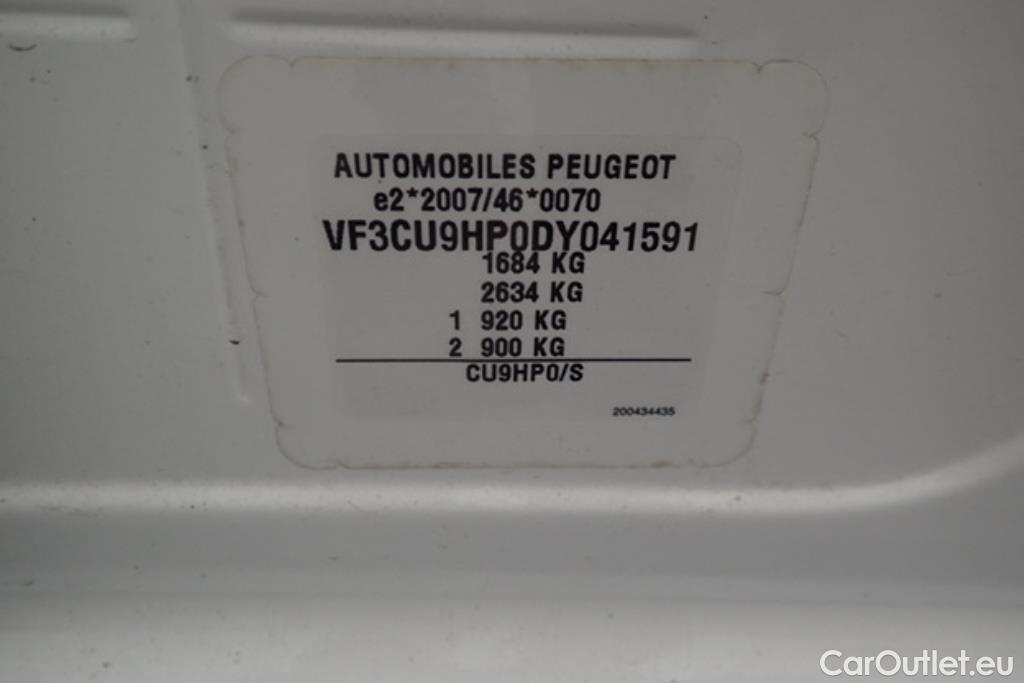 AUTOMOBILES PEUGEOT
e2*2007/46*0070
VF3CU9HP0DY041591
1684 KG
2634 KG
1 920 KG
2 900 KG
CU9HP0/S
200434435
CarOutlet.eu